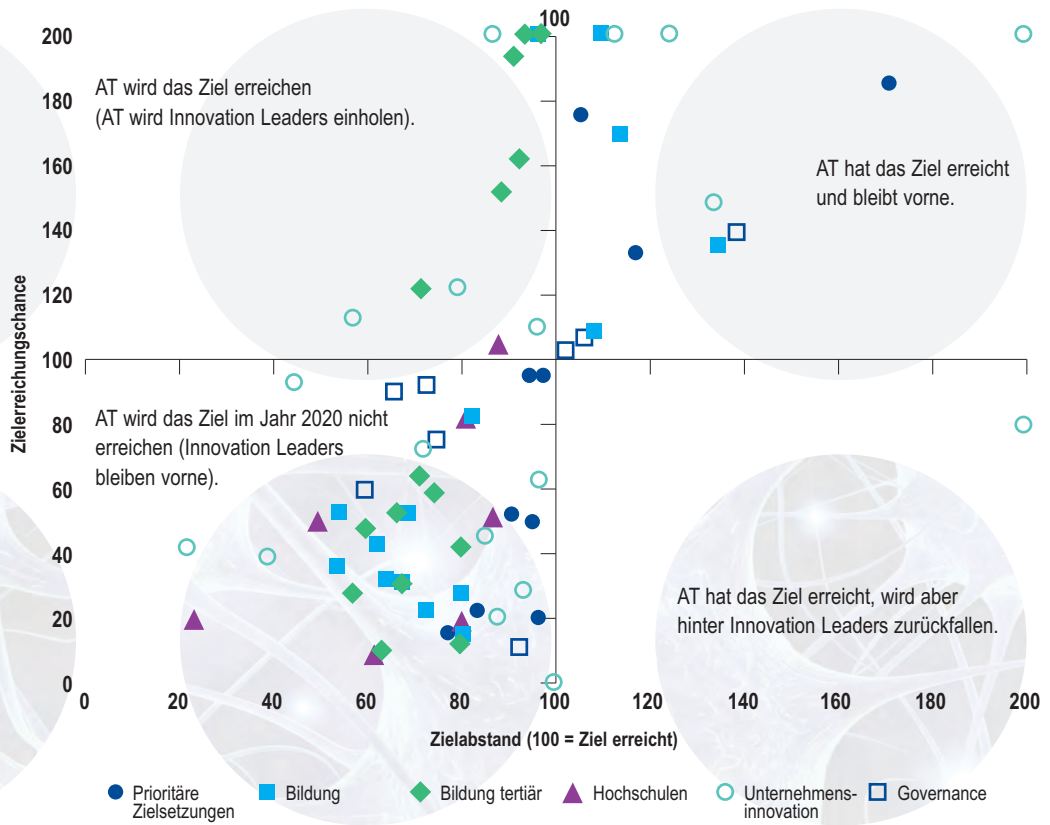 100
200
180
160
140
120
100
80
60
40
20
0
Zielerreichungschance
AT wird das Ziel erreichen
(AT wird Innovation Leaders einholen).
AT hat das Ziel erreicht
und bleibt vorne.
AT wird das Ziel im Jahr 2020 nicht
erreichen (Innovation Leaders
bleiben vorne).
AT hat das Ziel erreicht, wird aber
hinter Innovation Leaders zurückfallen.
0 20 40 60 80 100 120 140 160 180 200
Zielabstand (100 = Ziel erreicht)
Prioritäre
Zielsetzungen
Bildung
Bildung tertiär
Hochschulen
Unternehmens-
innovation
Governance